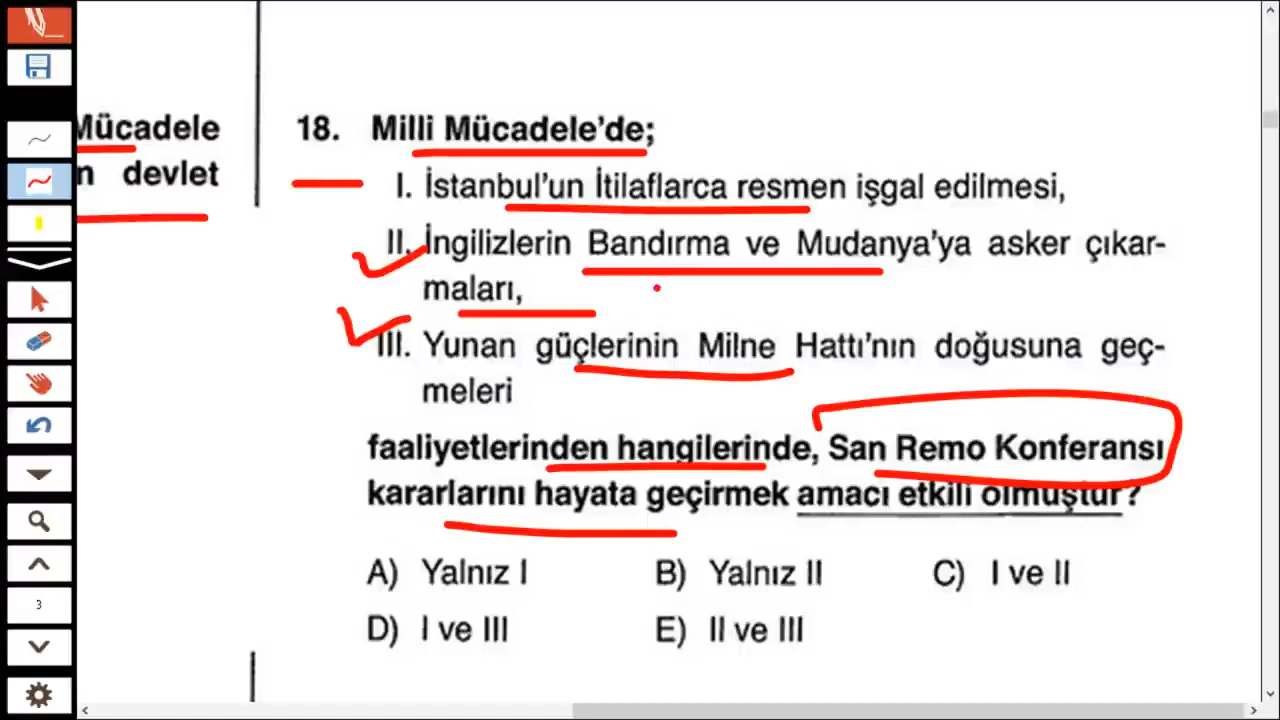 Mücadele
n devlet
18. Milli Mücadele'de;
I. İstanbul'un İtilaflarca resmen işgal edilmesi,
II. İngilizlerin Bandırma ve Mudanya'ya asker çıkar-
maları,
III. Yunan güçlerinin Milne Hattı'nın doğusuna geç-
meleri
faaliyetlerinden hangilerinde, San Remo Konferansı
kararlarını hayata geçirmek amacı etkili olmuştur?
A) Yalnız I B) Yalnız II C) I ve II
D) I ve III E) II ve III
3